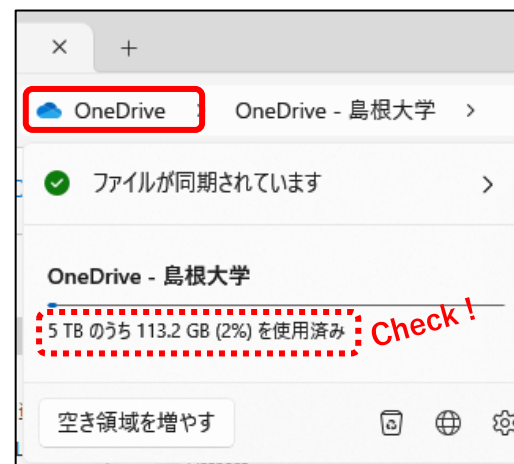 OneDrive > OneDrive - 島根大学 >
ファイルが同期されています
OneDrive - 島根大学
5 TB のうち 113.2 GB (2%) を使用済み
Check！
空き領域を増やす